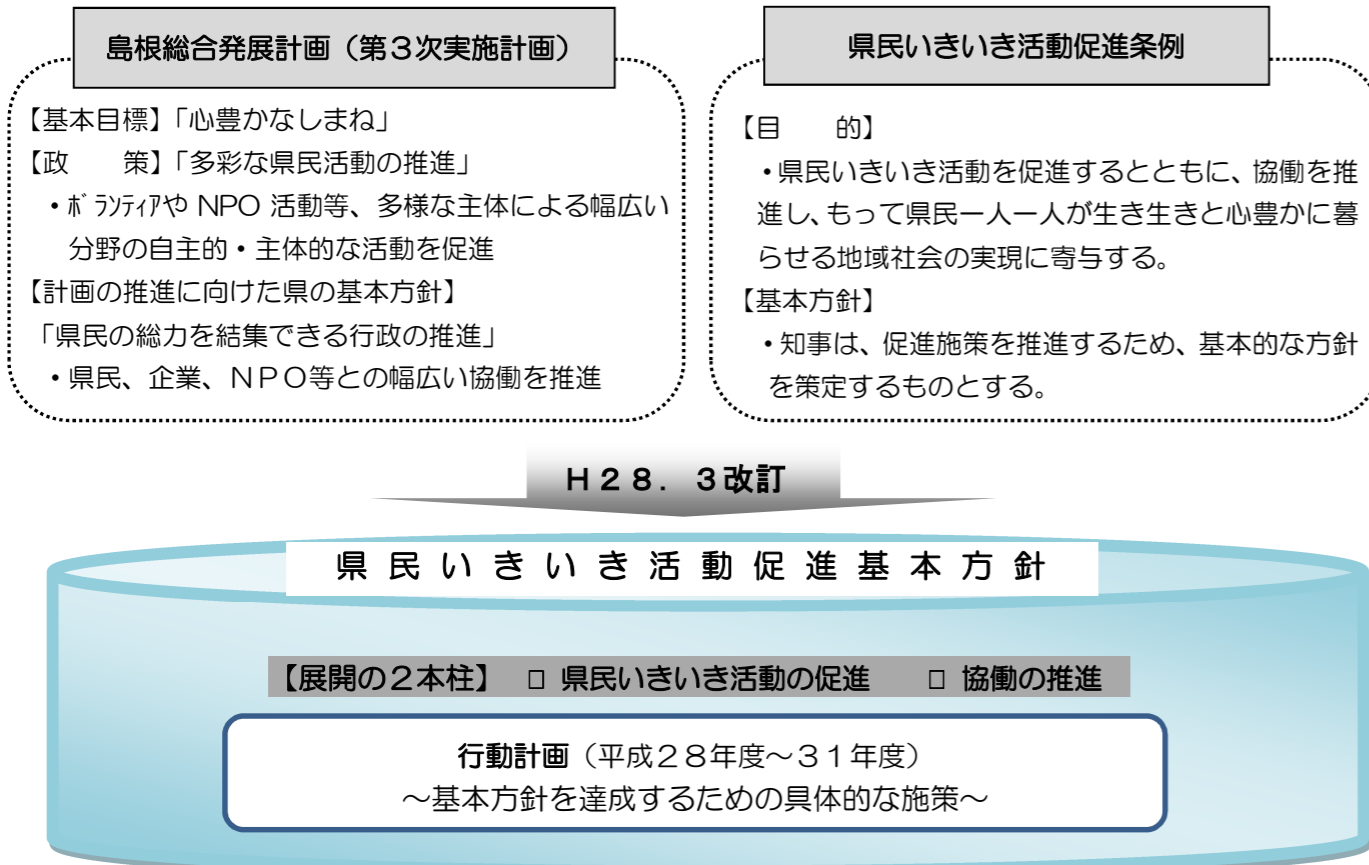 島根総合発展計画（第３次実施計画）
【基本目標】「心豊かなしまね」
【政　　策】「多彩な県民活動の推進」
・ﾎﾞﾗﾝﾃｨｱや NPO 活動等、多様な主体による幅広い
分野の自主的・主体的な活動を促進
【計画の推進に向けた県の基本方針】
「県民の総力を結集できる行政の推進」
・県民、企業、ＮＰＯ等との幅広い協働を推進
県民いきいき活動促進条例
【目　　的】
・県民いきいき活動を促進するとともに、協働を推
進し、もって県民一人一人が生き生きと心豊かに暮
らせる地域社会の実現に寄与する。
【基本方針】
・知事は、促進施策を推進するため、基本的な方針
を策定するものとする。
Ｈ２８．３改訂
県民いきいき活動促進基本方針
【展開の２本柱】　□ 県民いきいき活動の促進　　□ 協働の推進
行動計画（平成２８年度～３１年度）
～基本方針を達成するための具体的な施策～